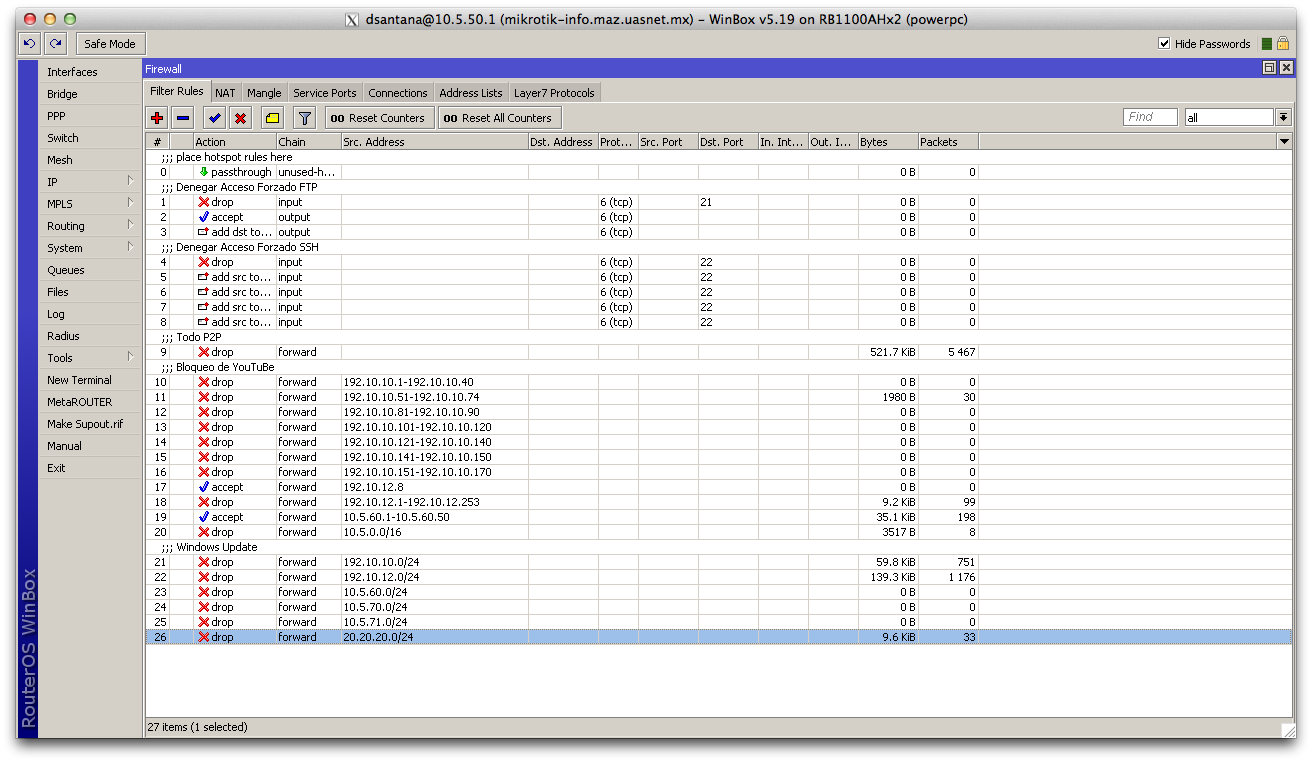 dsantana@10.5.50.1 (mikrotik-info.maz.uasnet.mx) – WinBox v5.19 on RB1100AHx2 (powerpc)
Safe Mode
Hide Passwords
RouterOS WinBox
Interfaces
Bridge
PPP
Switch
Mesh
IP
MPLS
Routing
System
Queues
Files
Log
Radius
Tools
New Terminal
MetaROUTER
Make Supout.rif
Manual
Exit
Firewall
Filter Rules NAT Mangle Service Ports Connections Address Lists Layer7 Protocols
00 Reset Counters 00 Reset All Counters Find all
# Action Chain Src. Address Dst. Address Prot... Src. Port Dst. Port In. Int... Out. I... Bytes Packets
;;; place hotspot rules here
0 passthrough unused-h... 0 B 0
;;; Denegar Acceso Forzado FTP
1 drop input 6 (tcp) 21 0 B 0
2 accept output 6 (tcp) 0 B 0
3 add dst to... output 6 (tcp) 0 B 0
;;; Denegar Acceso Forzado SSH
4 drop input 6 (tcp) 22 0 B 0
5 add src to... input 6 (tcp) 22 0 B 0
6 add src to... input 6 (tcp) 22 0 B 0
7 add src to... input 6 (tcp) 22 0 B 0
8 add src to... input 6 (tcp) 22 0 B 0
;;; Todo P2P
9 drop forward 521.7 KiB 5 467
;;; Bloqueo de YouTuBe
10 drop forward 192.10.10.1-192.10.10.40 0 B 0
11 drop forward 192.10.10.51-192.10.10.74 1980 B 30
12 drop forward 192.10.10.81-192.10.10.90 0 B 0
13 drop forward 192.10.10.101-192.10.10.120 0 B 0
14 drop forward 192.10.10.121-192.10.10.140 0 B 0
15 drop forward 192.10.10.141-192.10.10.150 0 B 0
16 drop forward 192.10.10.151-192.10.10.170 0 B 0
17 accept forward 192.10.12.8 0 B 0
18 drop forward 192.10.12.1-192.10.12.253 9.2 KiB 99
19 accept forward 10.5.60.1-10.5.60.50 35.1 KiB 198
20 drop forward 10.5.0.0/16 3517 B 8
;;; Windows Update
21 drop forward 192.10.10.0/24 59.8 KiB 751
22 drop forward 192.10.12.0/24 139.3 KiB 1 176
23 drop forward 10.5.60.0/24 0 B 0
24 drop forward 10.5.70.0/24 0 B 0
25 drop forward 10.5.71.0/24 0 B 0
26 drop forward 20.20.20.0/24 9.6 KiB 33
27 items (1 selected)